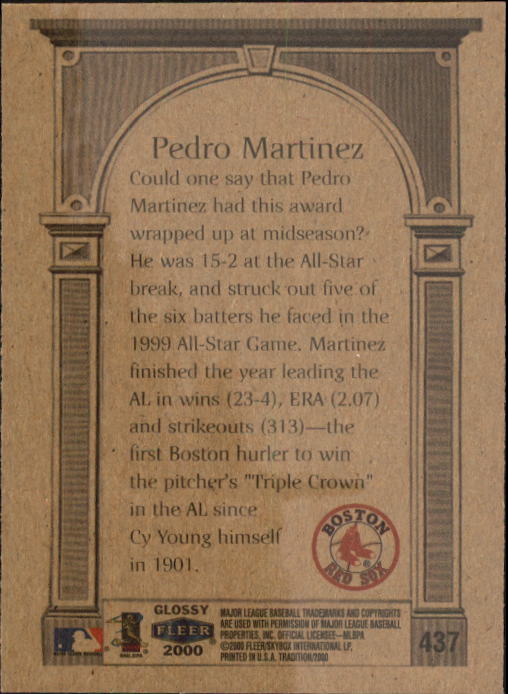 Pedro Martinez
Could one say that Pedro
Martinez had this award
wrapped up at midseason?
He was 15-2 at the All-Star
break, and struck out five of
the six batters he faced in the
1999 All-Star Game. Martinez
finished the year leading the
AL in wins (23-4), ERA (2.07)
and strikeouts (313)—the
first Boston hurler to win
the pitcher's "Triple Crown"
in the AL since
Cy Young himself
in 1901.
BOSTON
RED SOX
GLOSSY
FLEER
2000
MAJOR LEAGUE BASEBALL TRADEMARKS AND COPYRIGHTS
ARE USED WITH PERMISSION OF MAJOR LEAGUE BASEBALL
PROPERTIES, INC. OFFICIAL LICENSEE—MLBPA
©2000 FLEER/SKYBOX INTERNATIONAL LP.
PRINTED IN U.S.A. TRADITION/2000
437